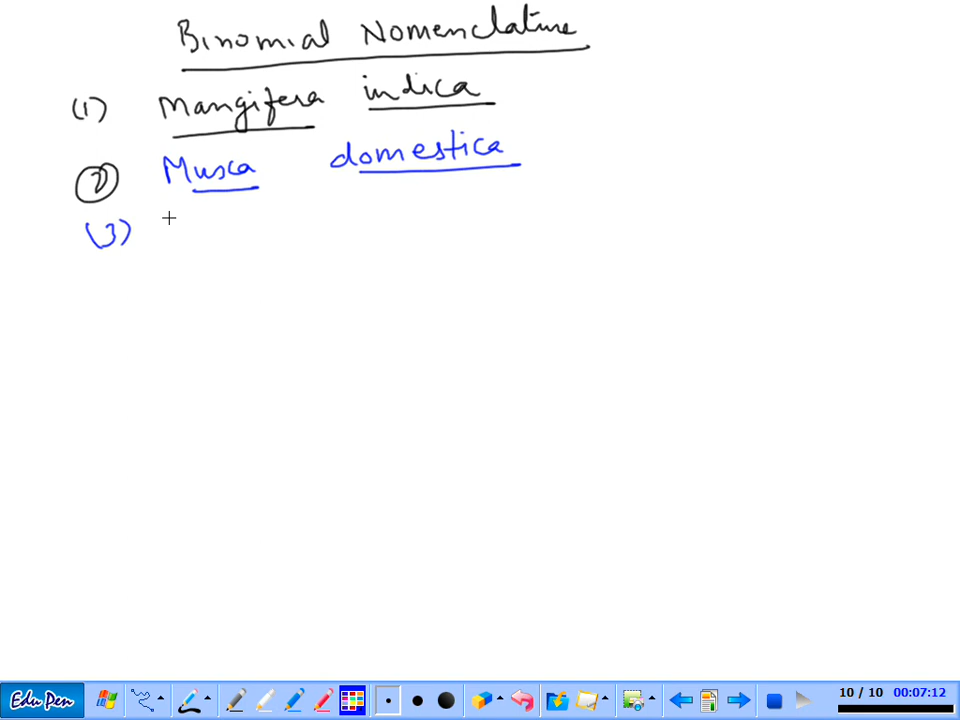 Binomial Nomenclature
(1) Mangifera indica
(2) Musca domestica
(3)
Edu Pen
10 / 10 00:07:12